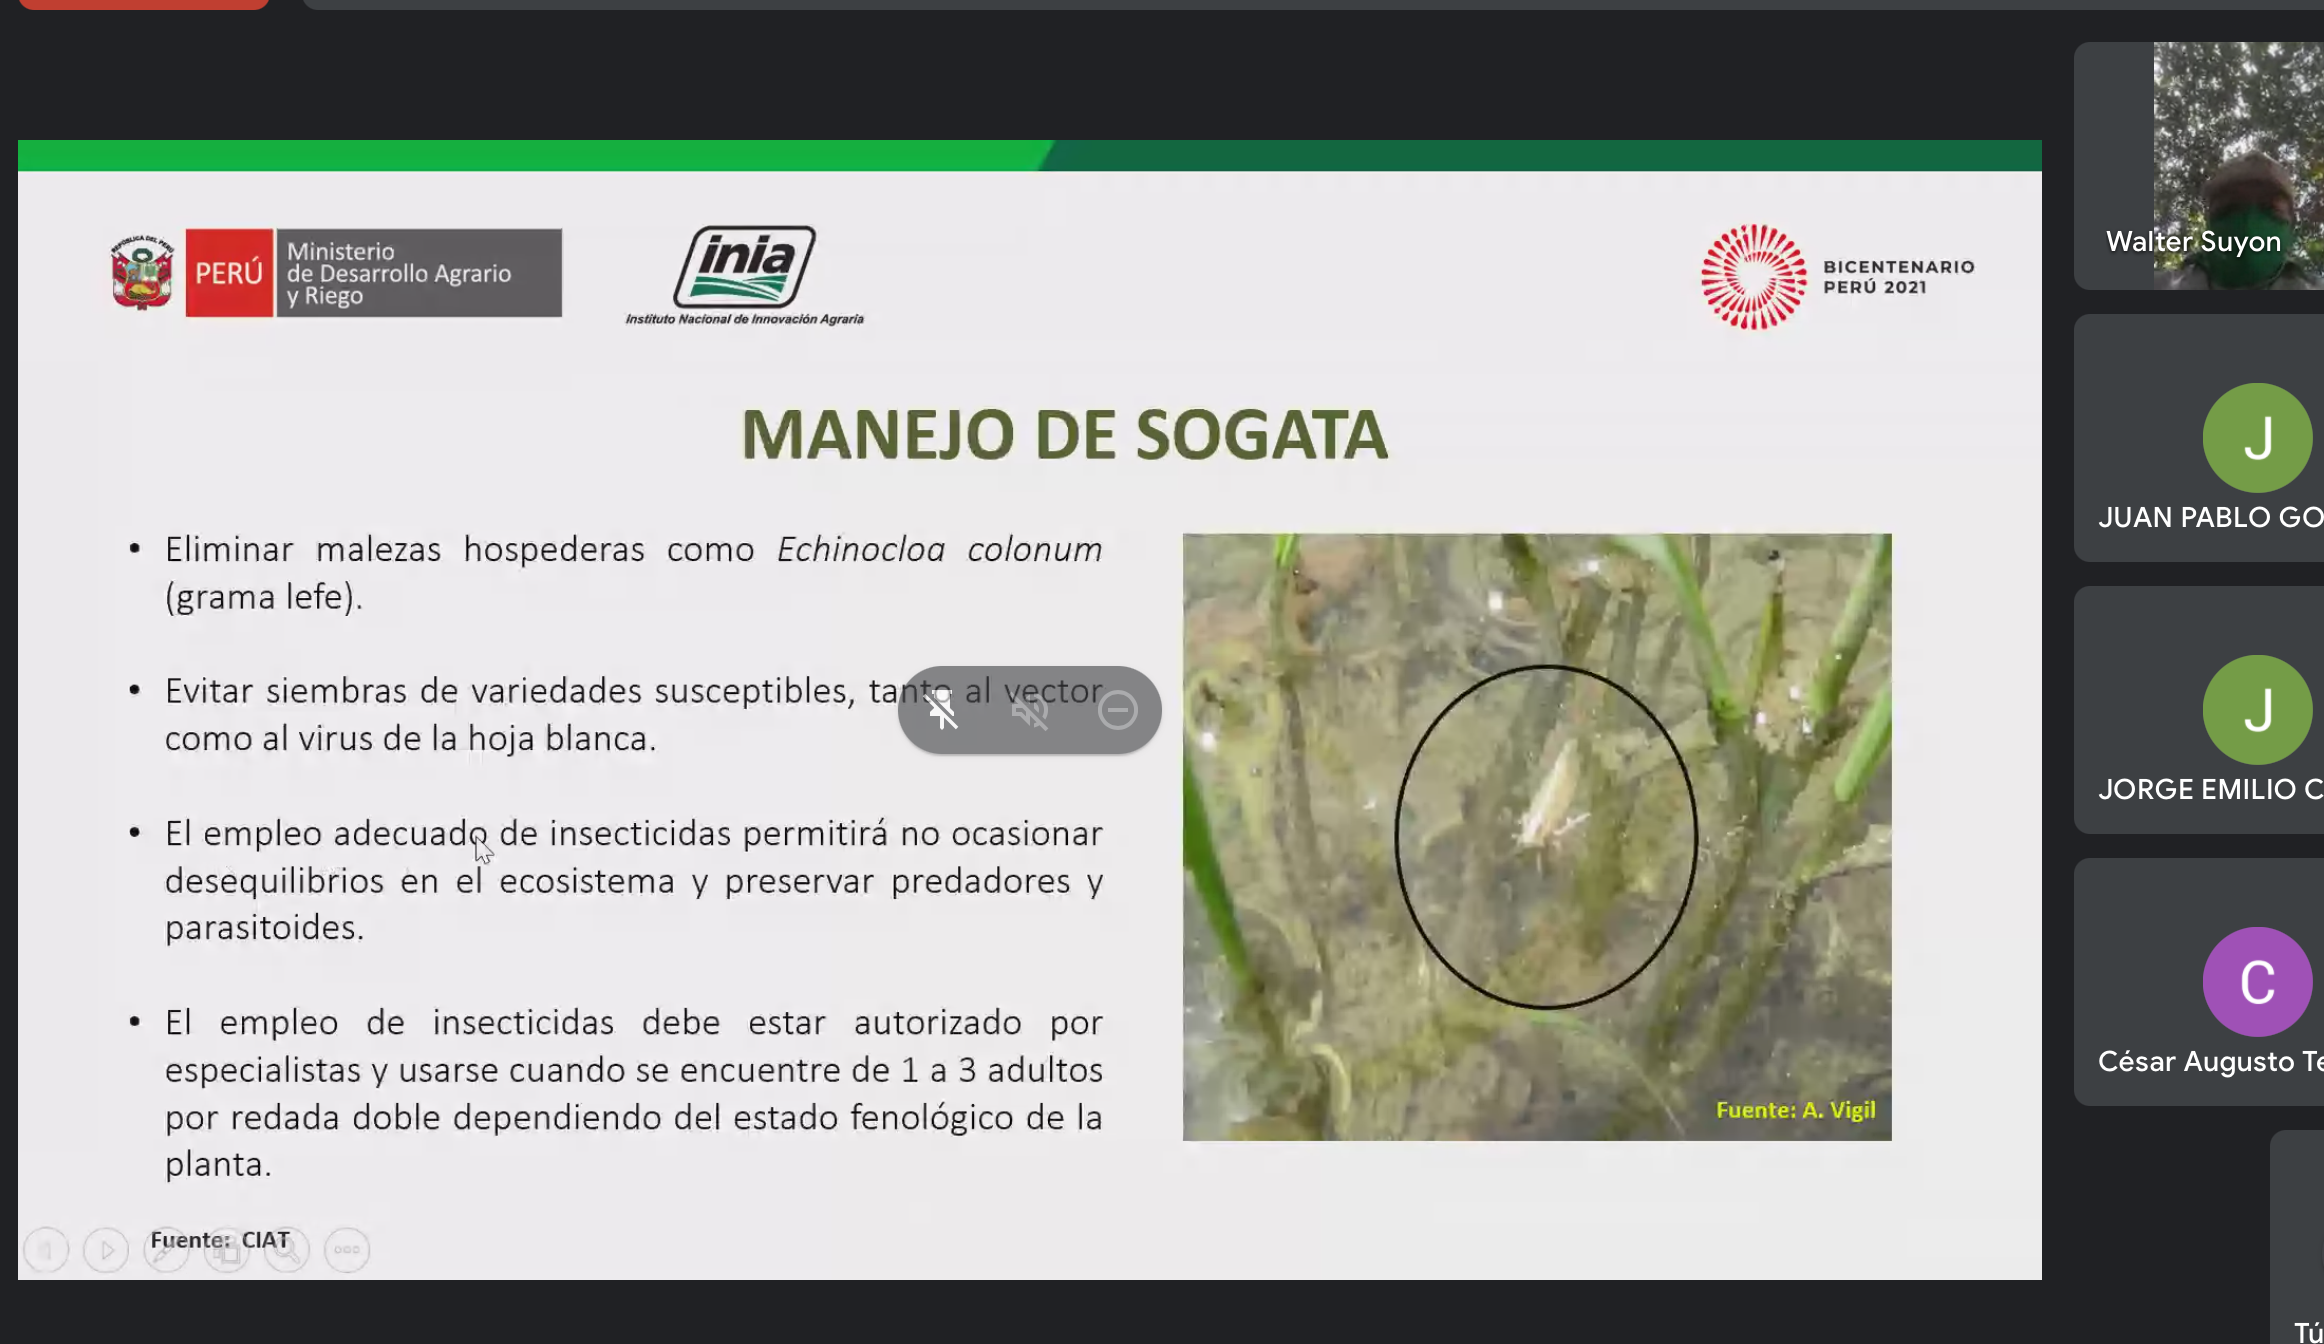 REPÚBLICA DEL PERÚ
PERÚ
Ministerio
de Desarrollo Agrario
y Riego
inia
Instituto Nacional de Innovación Agraria
BICENTENARIO
PERÚ 2021
MANEJO DE SOGATA
• Eliminar malezas hospederas como Echinocloa colonum
(grama lefe).
• Evitar siembras de variedades susceptibles, tanto al vector
como al virus de la hoja blanca.
• El empleo adecuado de insecticidas permitirá no ocasionar
desequilibrios en el ecosistema y preservar predadores y
parasitoides.
• El empleo de insecticidas debe estar autorizado por
especialistas y usarse cuando se encuentre de 1 a 3 adultos
por redada doble dependiendo del estado fenológico de la
planta.
Fuente: A. Vigil
Fuente: CIAT
Walter Suyon
J
JUAN PABLO GO
J
JORGE EMILIO C
C
César Augusto Te
Tú